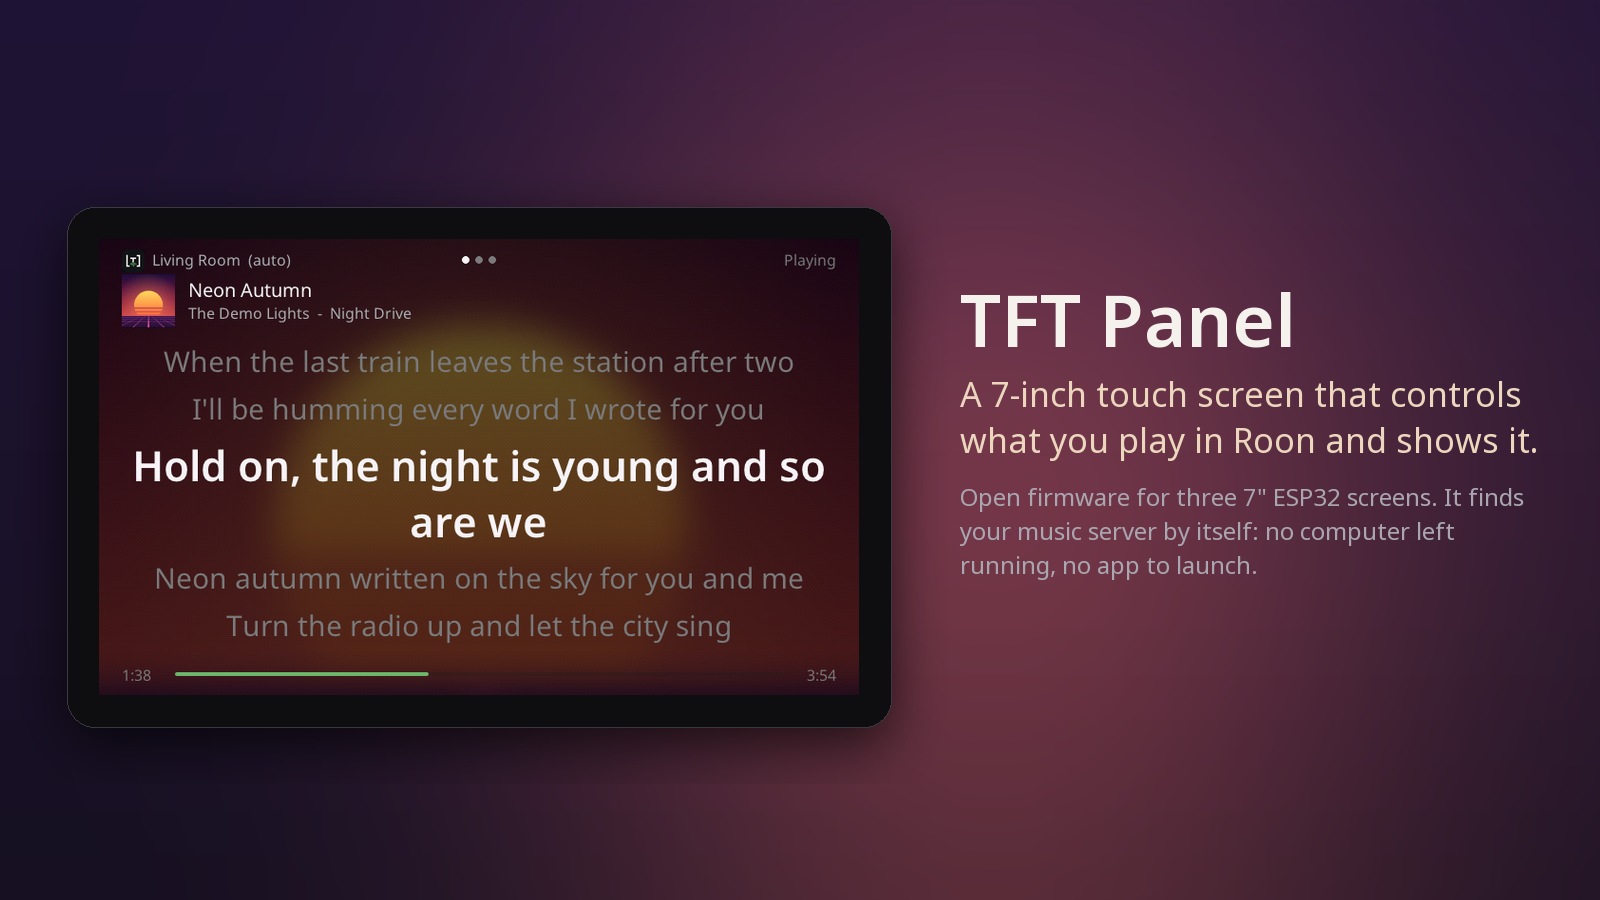 [T] Living Room (auto)
Playing
Neon Autumn
The Demo Lights - Night Drive
When the last train leaves the station after two
I'll be humming every word I wrote for you
Hold on, the night is young and so
are we
Neon autumn written on the sky for you and me
Turn the radio up and let the city sing
1:38
3:54
TFT Panel
A 7-inch touch screen that controls
what you play in Roon and shows it.
Open firmware for three 7" ESP32 screens. It finds
your music server by itself: no computer left
running, no app to launch.